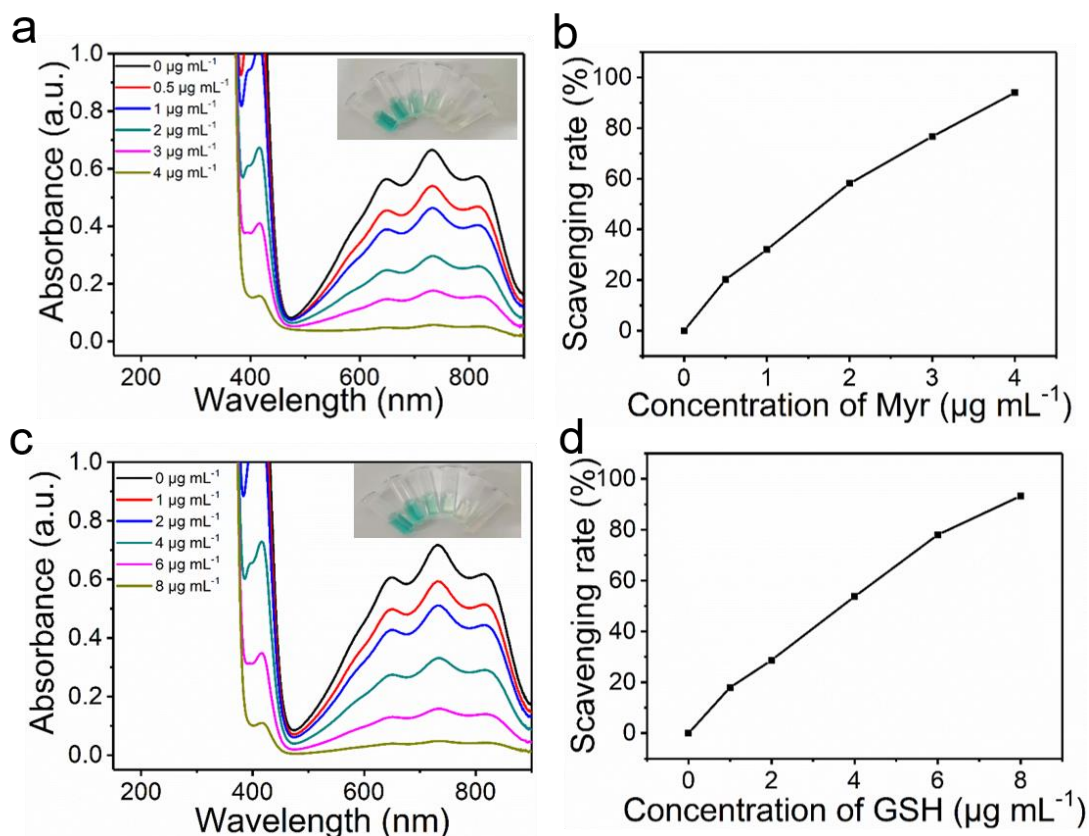 a
1.0
0.8
0.6
0.4
0.2
0.0
Absorbance (a.u.)
0 µg mL⁻¹
0.5 µg mL⁻¹
1 µg mL⁻¹
2 µg mL⁻¹
3 µg mL⁻¹
4 µg mL⁻¹
200 400 600 800
Wavelength (nm)
b
100
80
60
40
20
0
Scavenging rate (%)
0 1 2 3 4
Concentration of Myr (µg mL⁻¹)
c
1.0
0.8
0.6
0.4
0.2
0.0
Absorbance (a.u.)
0 µg mL⁻¹
1 µg mL⁻¹
2 µg mL⁻¹
4 µg mL⁻¹
6 µg mL⁻¹
8 µg mL⁻¹
200 400 600 800
Wavelength (nm)
d
100
80
60
40
20
0
Scavenging rate (%)
0 2 4 6 8
Concentration of GSH (µg mL⁻¹)